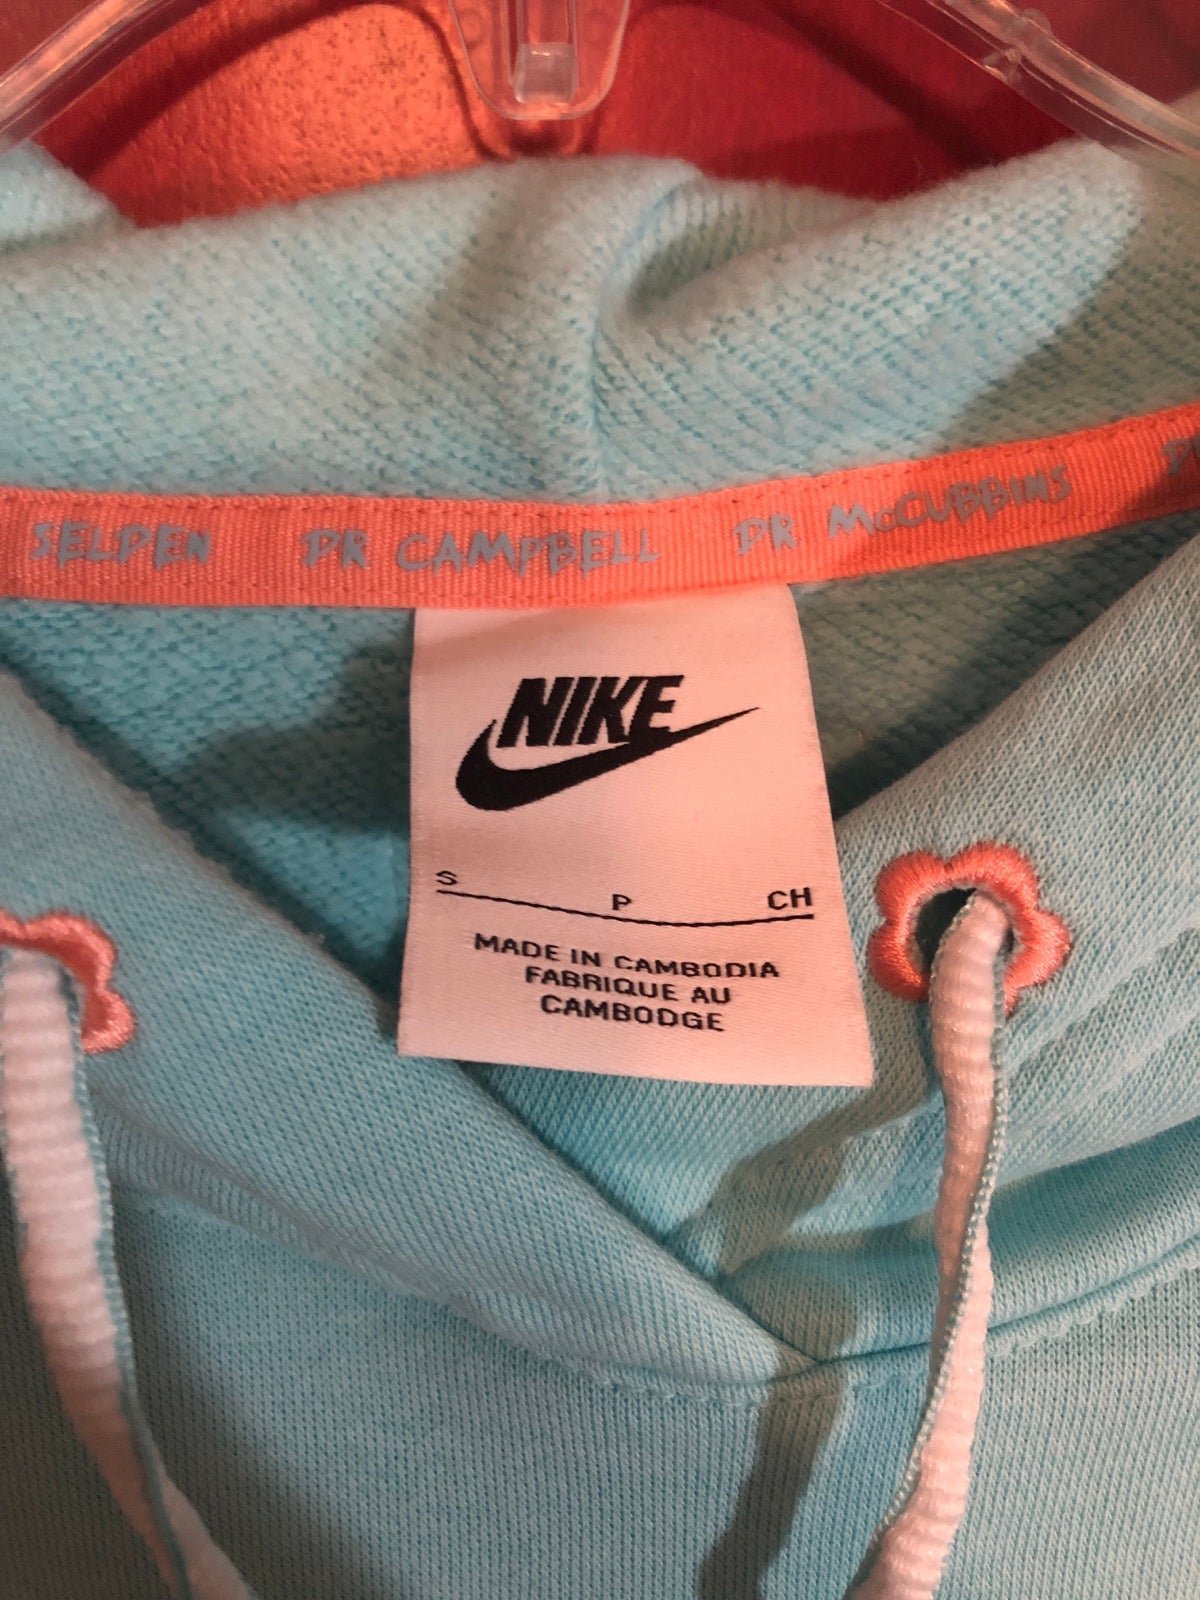 SELDEN DR CAMPBELL DR McCUBBINS
NIKE
S P CH
MADE IN CAMBODIA
FABRIQUE AU
CAMBODGE